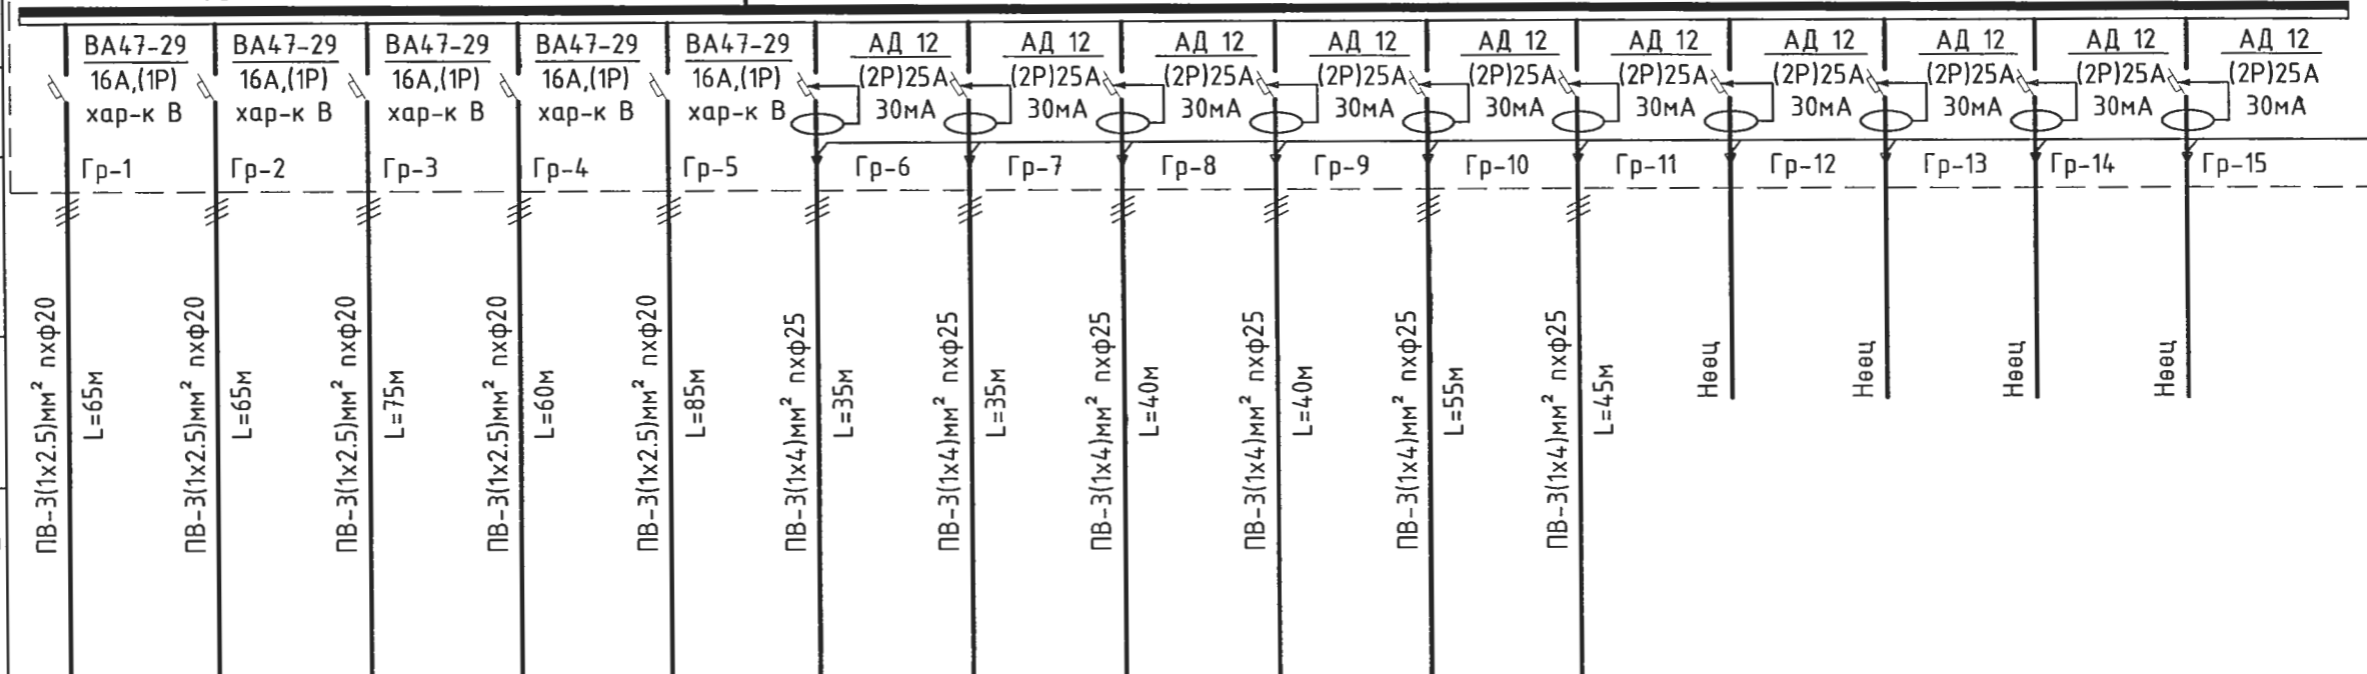 ВА47-29
16А,(1Р)
хар-к В
Гр-1
ВА47-29
16А,(1Р)
хар-к В
Гр-2
ВА47-29
16А,(1Р)
хар-к В
Гр-3
ВА47-29
16А,(1Р)
хар-к В
Гр-4
ВА47-29
16А,(1Р)
хар-к В
Гр-5
АД 12
(2Р)25А
30мА
Гр-6
АД 12
(2Р)25А
30мА
Гр-7
АД 12
(2Р)25А
30мА
Гр-8
АД 12
(2Р)25А
30мА
Гр-9
АД 12
(2Р)25А
30мА
Гр-10
АД 12
(2Р)25А
30мА
Гр-11
АД 12
(2Р)25А
30мА
Гр-12
АД 12
(2Р)25А
30мА
Гр-13
АД 12
(2Р)25А
30мА
Гр-14
АД 12
(2Р)25А
30мА
Гр-15
ПВ-3(1х2.5)мм² пхф20
L=65м
ПВ-3(1х2.5)мм² пхф20
L=65м
ПВ-3(1х2.5)мм² пхф20
L=75м
ПВ-3(1х2.5)мм² пхф20
L=60м
ПВ-3(1х2.5)мм² пхф20
L=85м
ПВ-3(1х4)мм² пхф25
L=35м
ПВ-3(1х4)мм² пхф25
L=35м
ПВ-3(1х4)мм² пхф25
L=40м
ПВ-3(1х4)мм² пхф25
L=40м
ПВ-3(1х4)мм² пхф25
L=55м
ПВ-3(1х4)мм² пхф25
L=45м
Нөөц
Нөөц
Нөөц
Нөөц